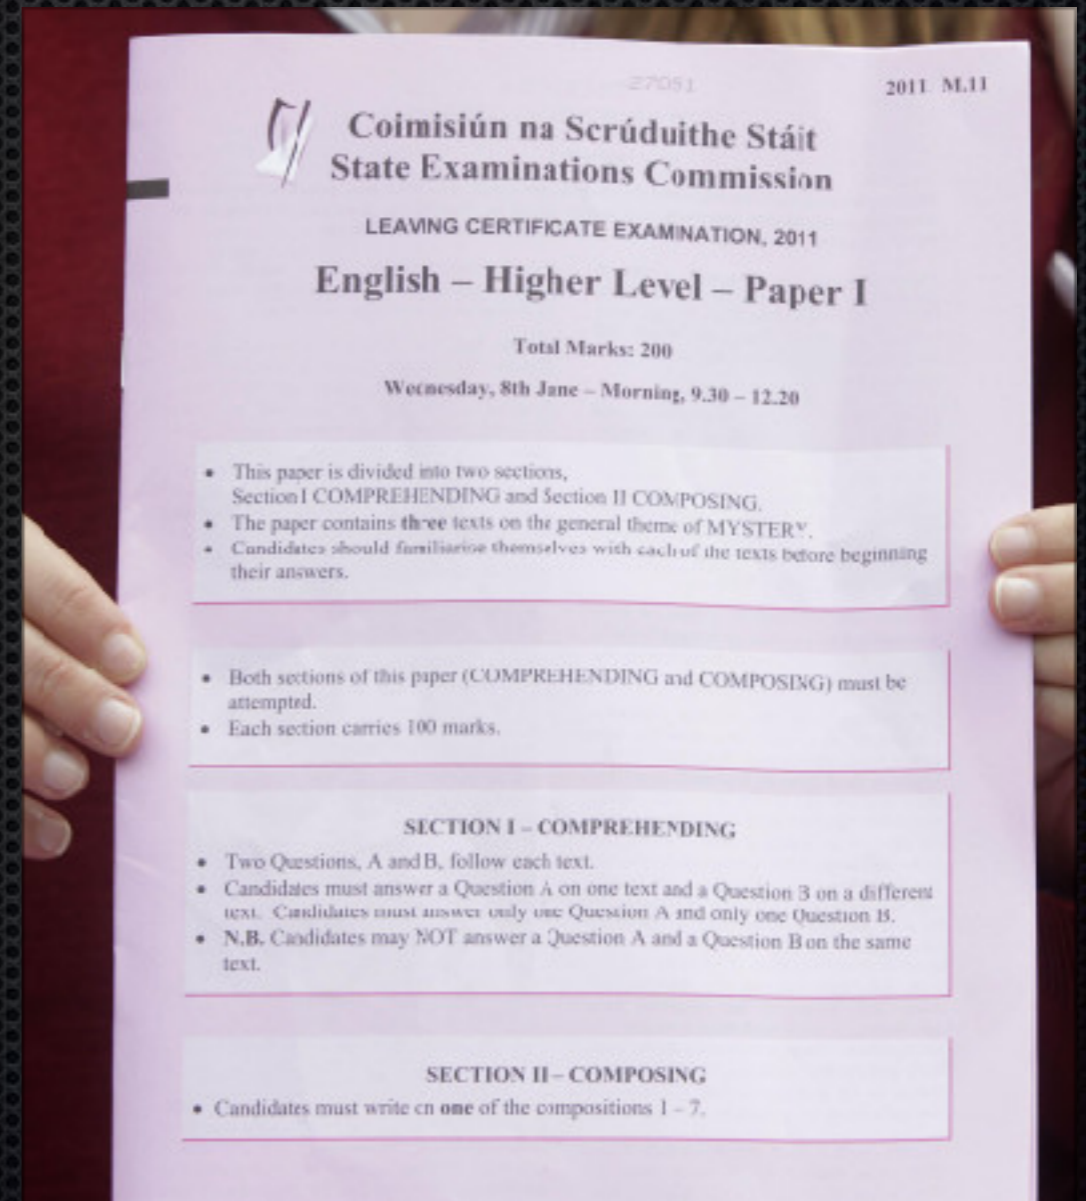 27051
2011 M.11
Coimisiún na Scrúduithe Stáit
State Examinations Commission
LEAVING CERTIFICATE EXAMINATION, 2011
English – Higher Level – Paper I
Total Marks: 200
Wednesday, 8th June – Morning, 9.30 – 12.20
• This paper is divided into two sections,
Section I COMPREHENDING and Section II COMPOSING.
• The paper contains three texts on the general theme of MYSTERY.
• Candidates should familiarise themselves with each of the texts before beginning
their answers.
• Both sections of this paper (COMPREHENDING and COMPOSING) must be
attempted.
• Each section carries 100 marks.
SECTION I – COMPREHENDING
• Two Questions, A and B, follow each text.
• Candidates must answer a Question A on one text and a Question B on a different
text. Candidates must answer only one Question A and only one Question B.
• N.B. Candidates may NOT answer a Question A and a Question B on the same
text.
SECTION II – COMPOSING
• Candidates must write on one of the compositions 1 – 7.